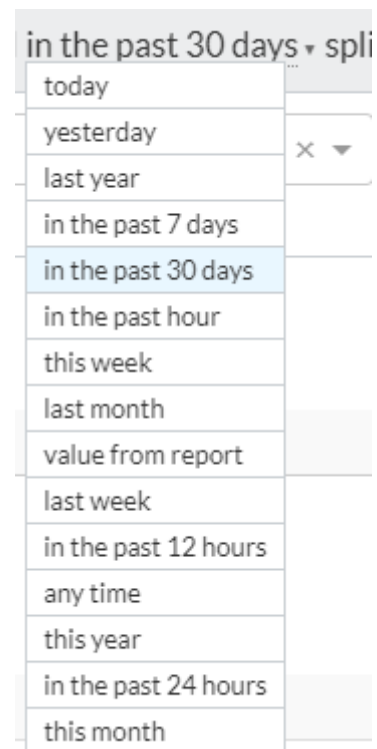 in the past 30 days ▾ spli
today
yesterday
last year
in the past 7 days
in the past 30 days
in the past hour
this week
last month
value from report
last week
in the past 12 hours
any time
this year
in the past 24 hours
this month